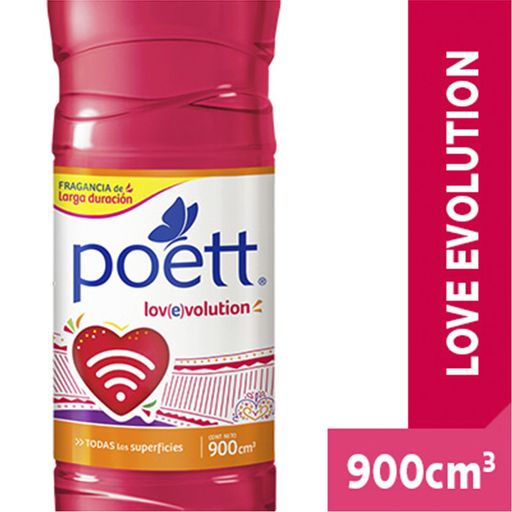 FRAGANCIA de
Larga duración
poett®
lov(e)volution
>> TODAS las superficies
CONT. NETO
900cm³
LOVE EVOLUTION
900cm³